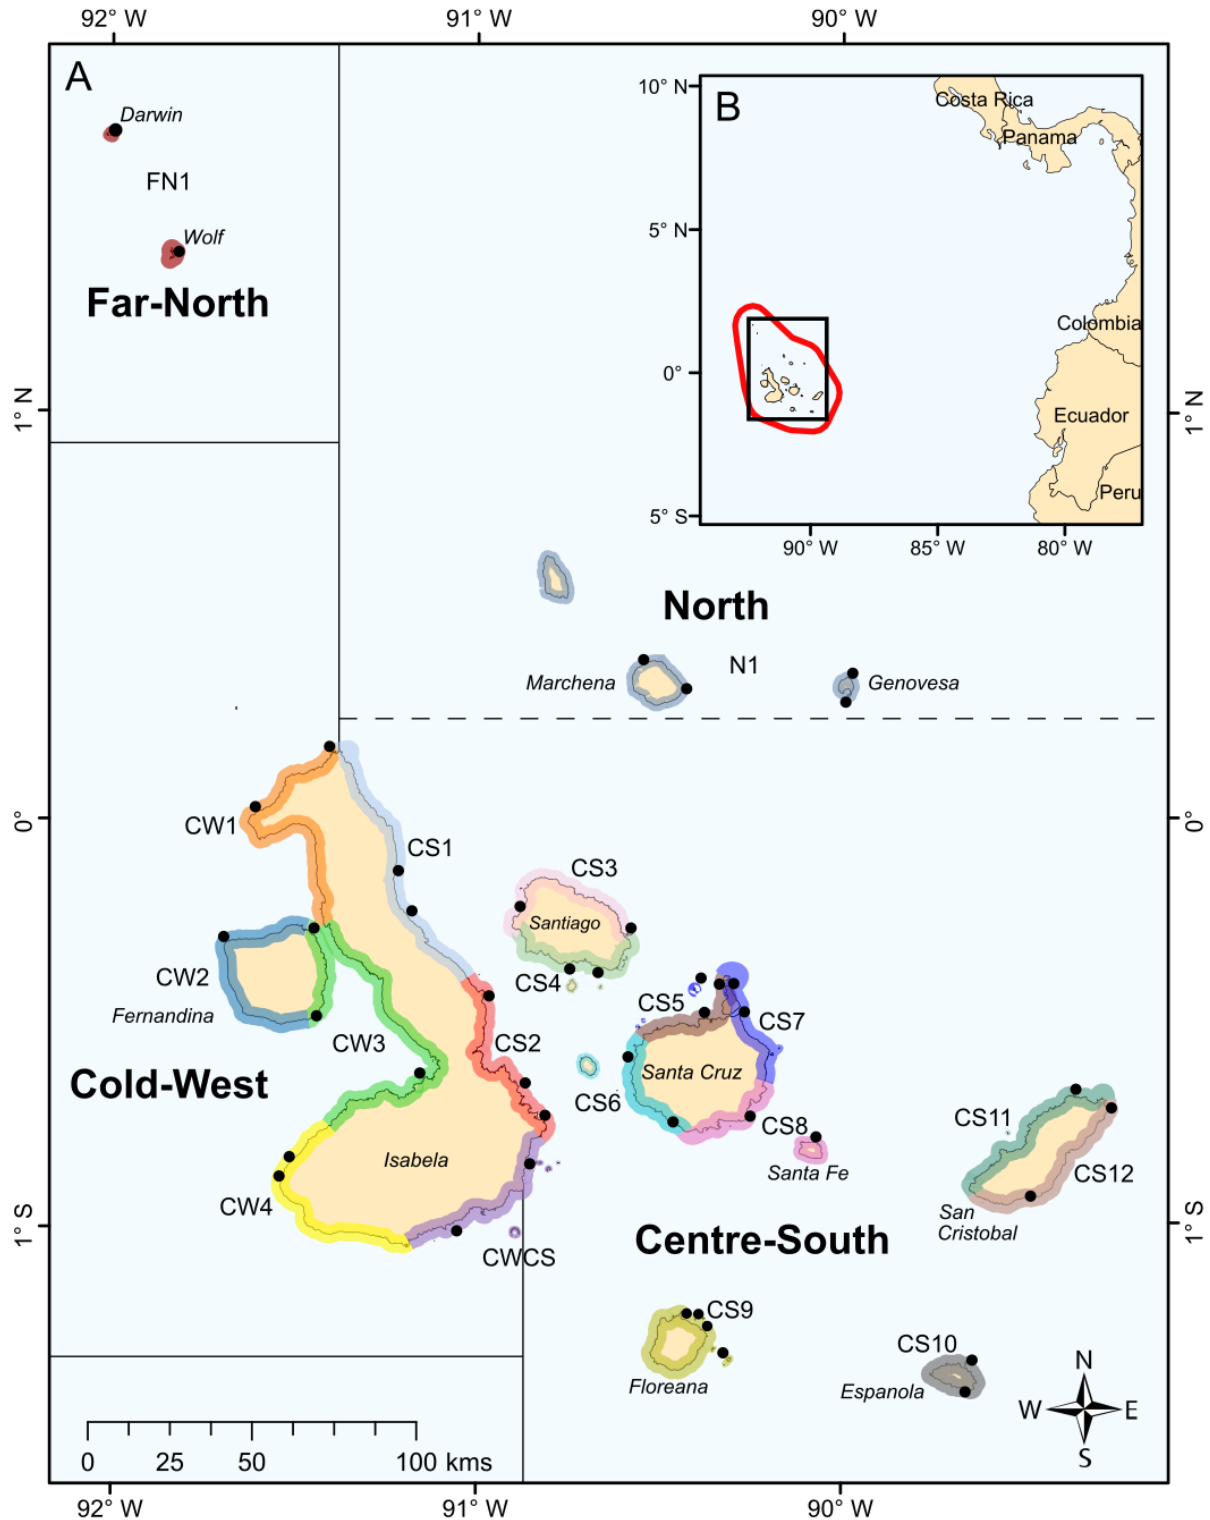 92° W
91° W
90° W
A
Darwin
FN1
Wolf
Far-North
B
10° N
5° N
0°
5° S
Costa Rica
Panama
Colombia
Ecuador
Peru
90° W
85° W
80° W
1° N
1° N
North
N1
Marchena
Genovesa
0°
0°
CW1
CS1
CS3
Santiago
CS4
CW2
Fernandina
CW3
CS2
CS5
CS7
Santa Cruz
CS6
CS8
Santa Fe
Cold-West
Isabela
CW4
CWCS
CS11
CS12
San
Cristobal
1° S
1° S
Centre-South
CS9
Floreana
CS10
Espanola
N
W
E
S
0
25
50
100 kms
92° W
91° W
90° W